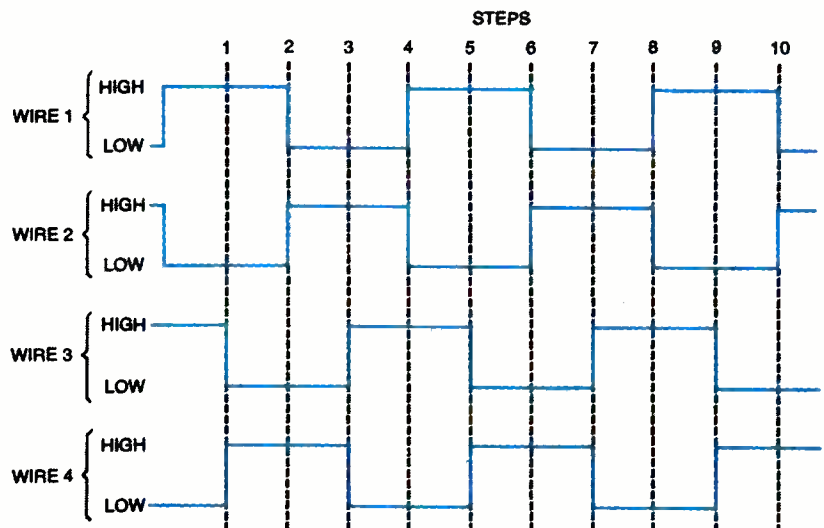 STEPS
1 2 3 4 5 6 7 8 9 10
HIGH
WIRE 1
LOW
HIGH
WIRE 2
LOW
HIGH
WIRE 3
LOW
HIGH
WIRE 4
LOW